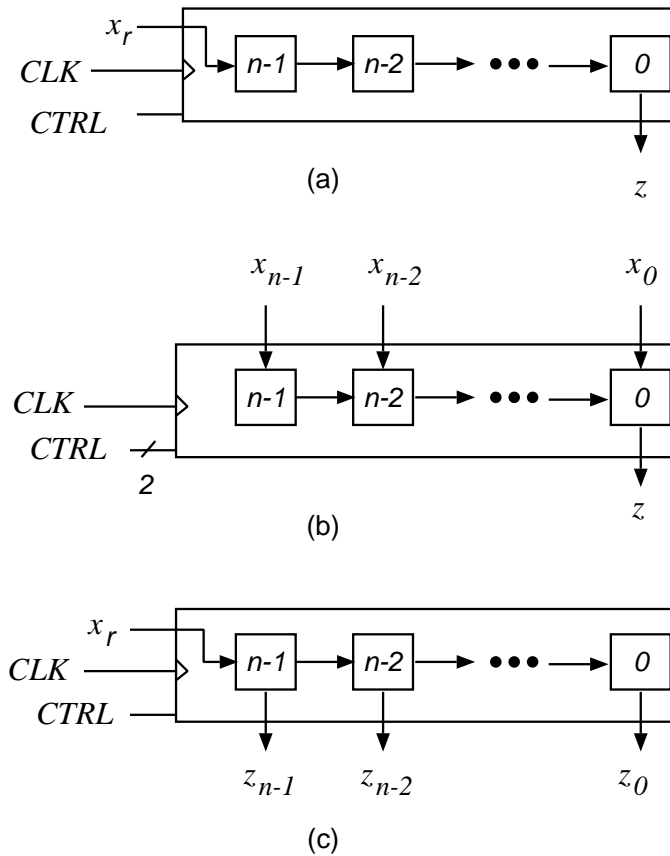 x_r
n-1 n-2 0
CLK
CTRL
z
(a)
x_{n-1} x_{n-2} x_0
n-1 n-2 0
CLK
CTRL
2
z
(b)
x_r
n-1 n-2 0
CLK
CTRL
z_{n-1} z_{n-2} z_0
(c)